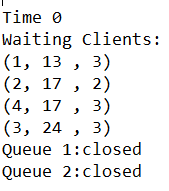 Time 0
Waiting Clients:
(1, 13 , 3)
(2, 17 , 2)
(4, 17 , 3)
(3, 24 , 3)
Queue 1:closed
Queue 2:closed